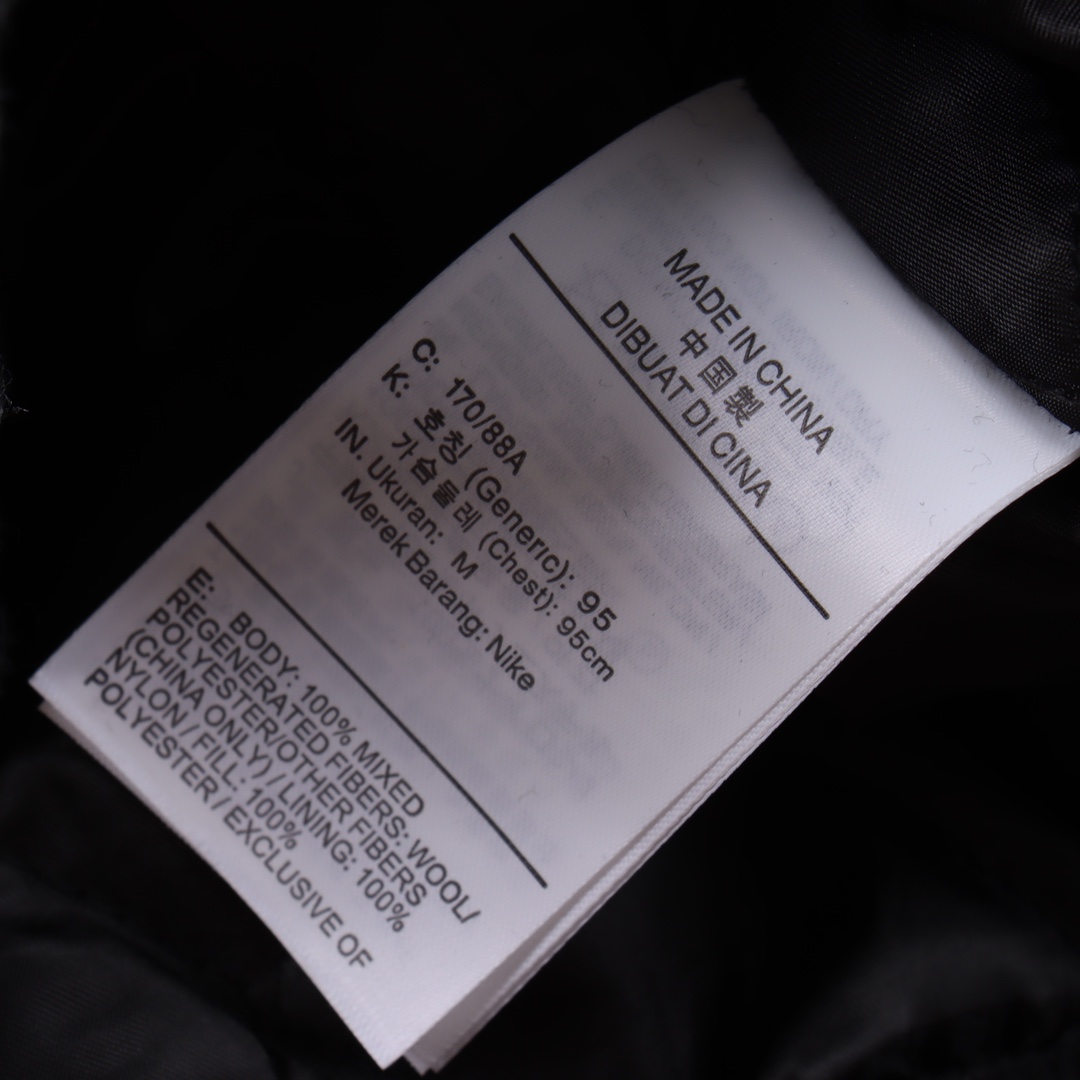 MADE IN CHINA
中国製
DIBUAT DI CINA
C: 170/88A
K: 호칭 (Generic): 95
가슴둘레 (Chest): 95cm
IN. Ukuran: M
Merek Barang: Nike
E: BODY: 100% MIXED
REGENERATED FIBERS: WOOL/
POLYESTER/OTHER FIBERS
(CHINA ONLY) / LINING: 100%
NYLON / FILL: 100%
POLYESTER / EXCLUSIVE OF